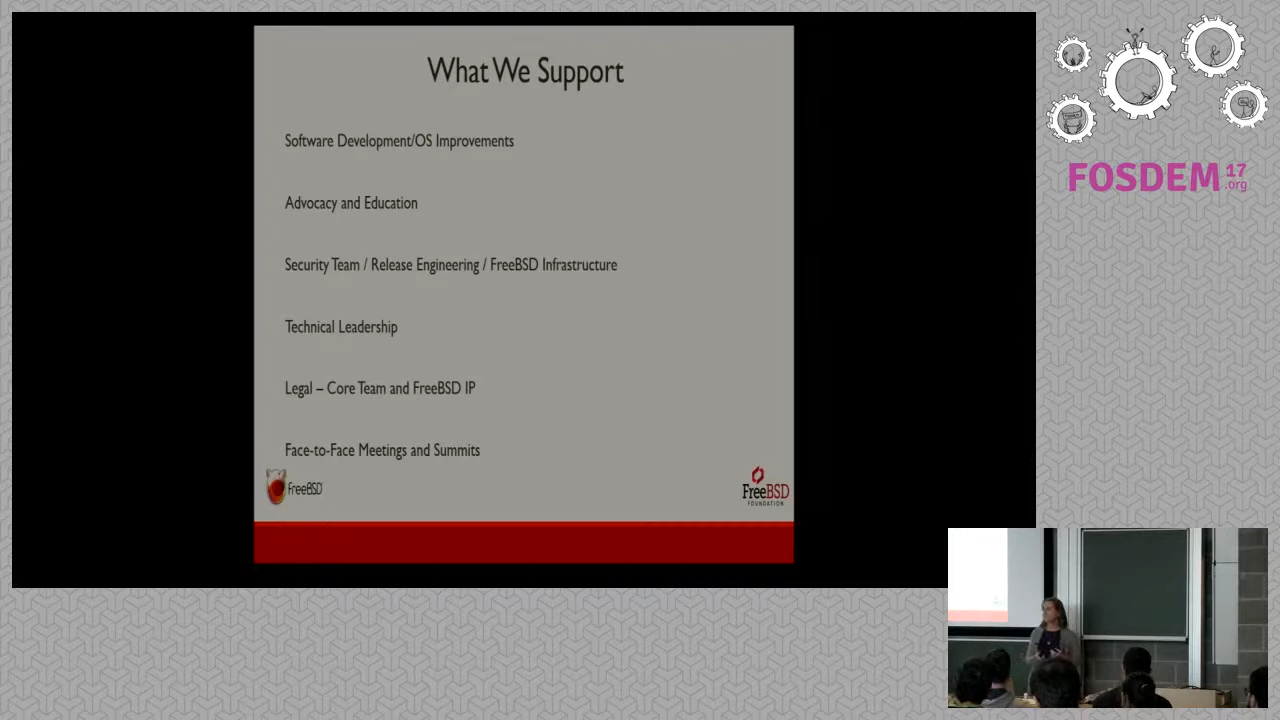 What We Support
Software Development/OS Improvements
Advocacy and Education
Security Team / Release Engineering / FreeBSD Infrastructure
Technical Leadership
Legal – Core Team and FreeBSD IP
Face-to-Face Meetings and Summits
FreeBSD
FreeBSD
FOUNDATION
FOSDEM 17
.org